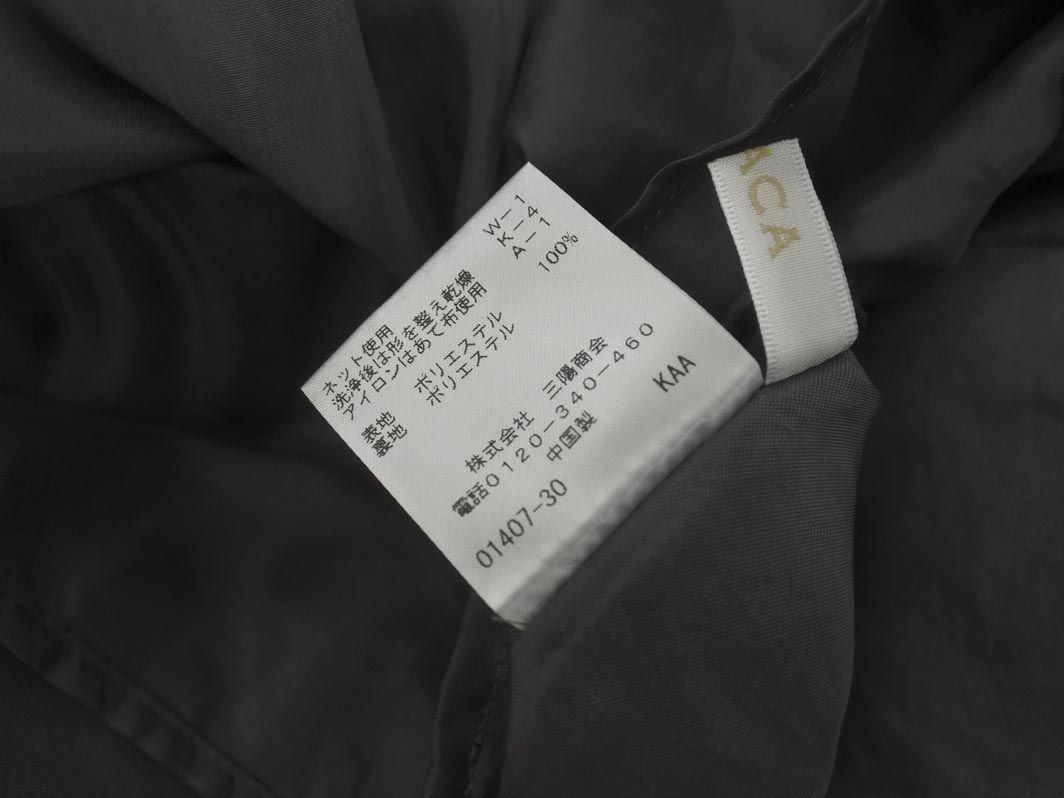 W-1
K-4
A-1
100%
ネット使用
洗浄後は形を整え乾燥
アイロンはあて布使用
表地 ポリエステル
裏地 ポリエステル
株式会社 三陽商会
電話0120-340-460
中国製
01407-30 KAA
ACA